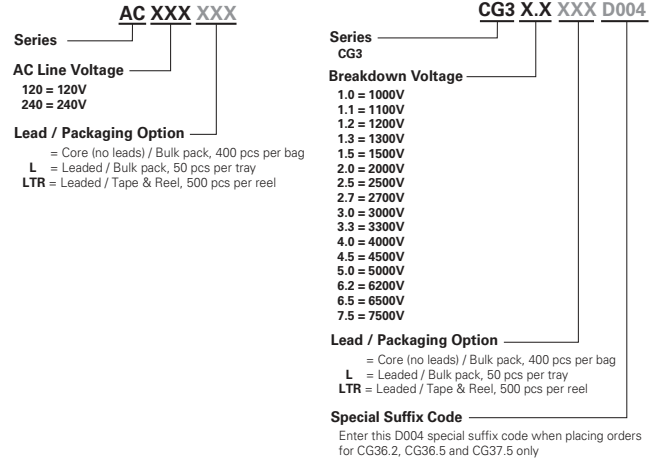 AC XXX XXX
Series
AC Line Voltage
120 = 120V
240 = 240V
Lead / Packaging Option
= Core (no leads) / Bulk pack, 400 pcs per bag
L = Leaded / Bulk pack, 50 pcs per tray
LTR = Leaded / Tape & Reel, 500 pcs per reel
CG3 X.X XXX D004
Series
CG3
Breakdown Voltage
1.0 = 1000V
1.1 = 1100V
1.2 = 1200V
1.3 = 1300V
1.5 = 1500V
2.0 = 2000V
2.5 = 2500V
2.7 = 2700V
3.0 = 3000V
3.3 = 3300V
4.0 = 4000V
4.5 = 4500V
5.0 = 5000V
6.2 = 6200V
6.5 = 6500V
7.5 = 7500V
Lead / Packaging Option
= Core (no leads) / Bulk pack, 400 pcs per bag
L = Leaded / Bulk pack, 50 pcs per tray
LTR = Leaded / Tape & Reel, 500 pcs per reel
Special Suffix Code
Enter this D004 special suffix code when placing orders
for CG36.2, CG36.5 and CG37.5 only